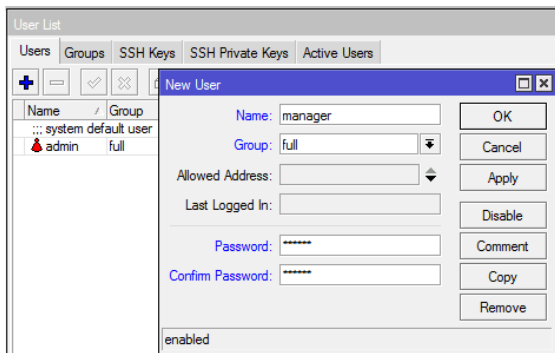 User List
Users Groups SSH Keys SSH Private Keys Active Users
Name / Group
;;; system default user
admin full
New User
Name: manager
Group: full
Allowed Address:
Last Logged In:
Password: ******
Confirm Password: ******
OK
Cancel
Apply
Disable
Comment
Copy
Remove
enabled